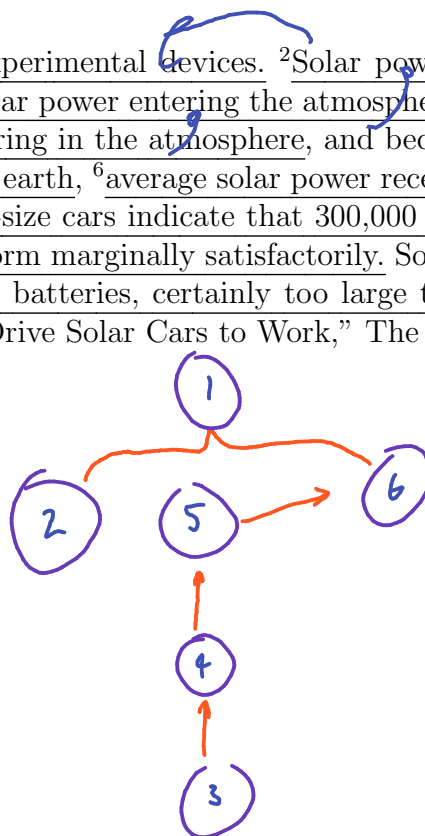 experimental devices. ²Solar pow
ar power entering the atmosphe
ring in the atmosphere, and bec
earth, ⁶average solar power rece
-size cars indicate that 300,000
orm marginally satisfactorily. So
batteries, certainly too large t
Drive Solar Cars to Work,” The
1
2 5 6
4
3